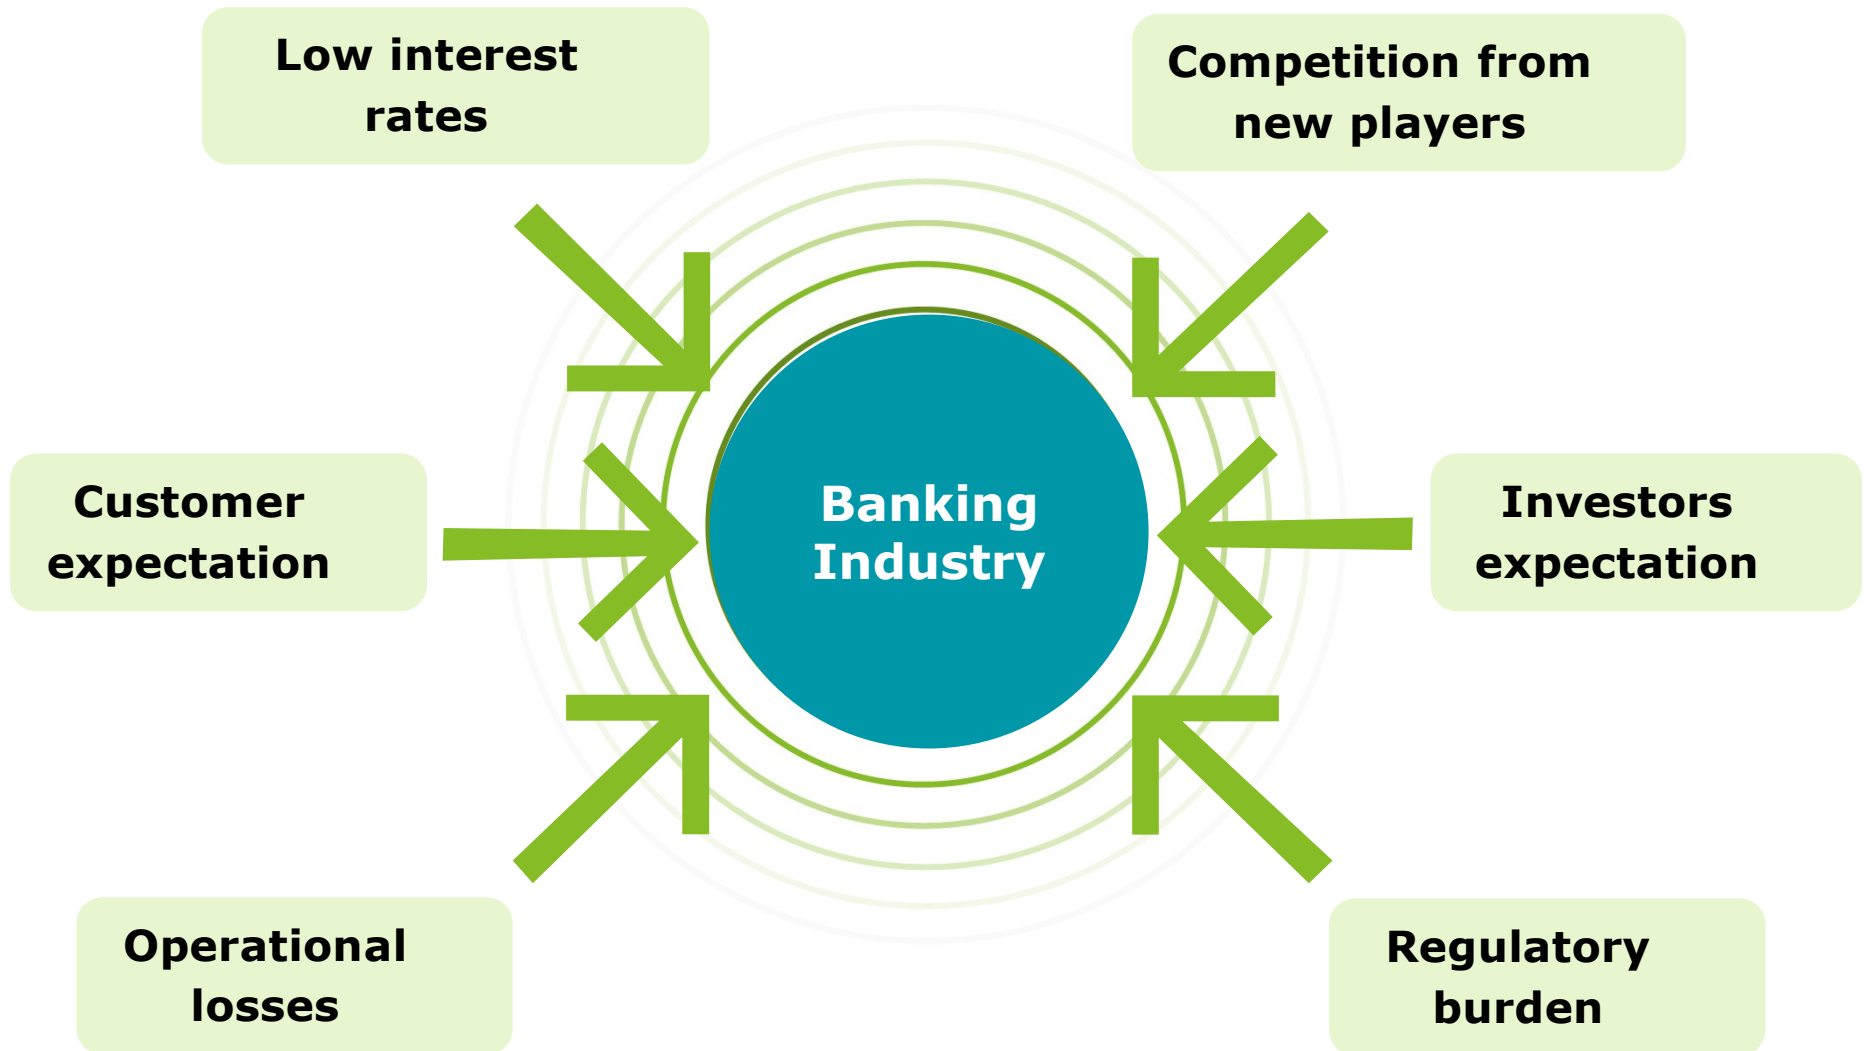 Low interest
rates
Competition from
new players
Customer
expectation
Banking
Industry
Investors
expectation
Operational
losses
Regulatory
burden